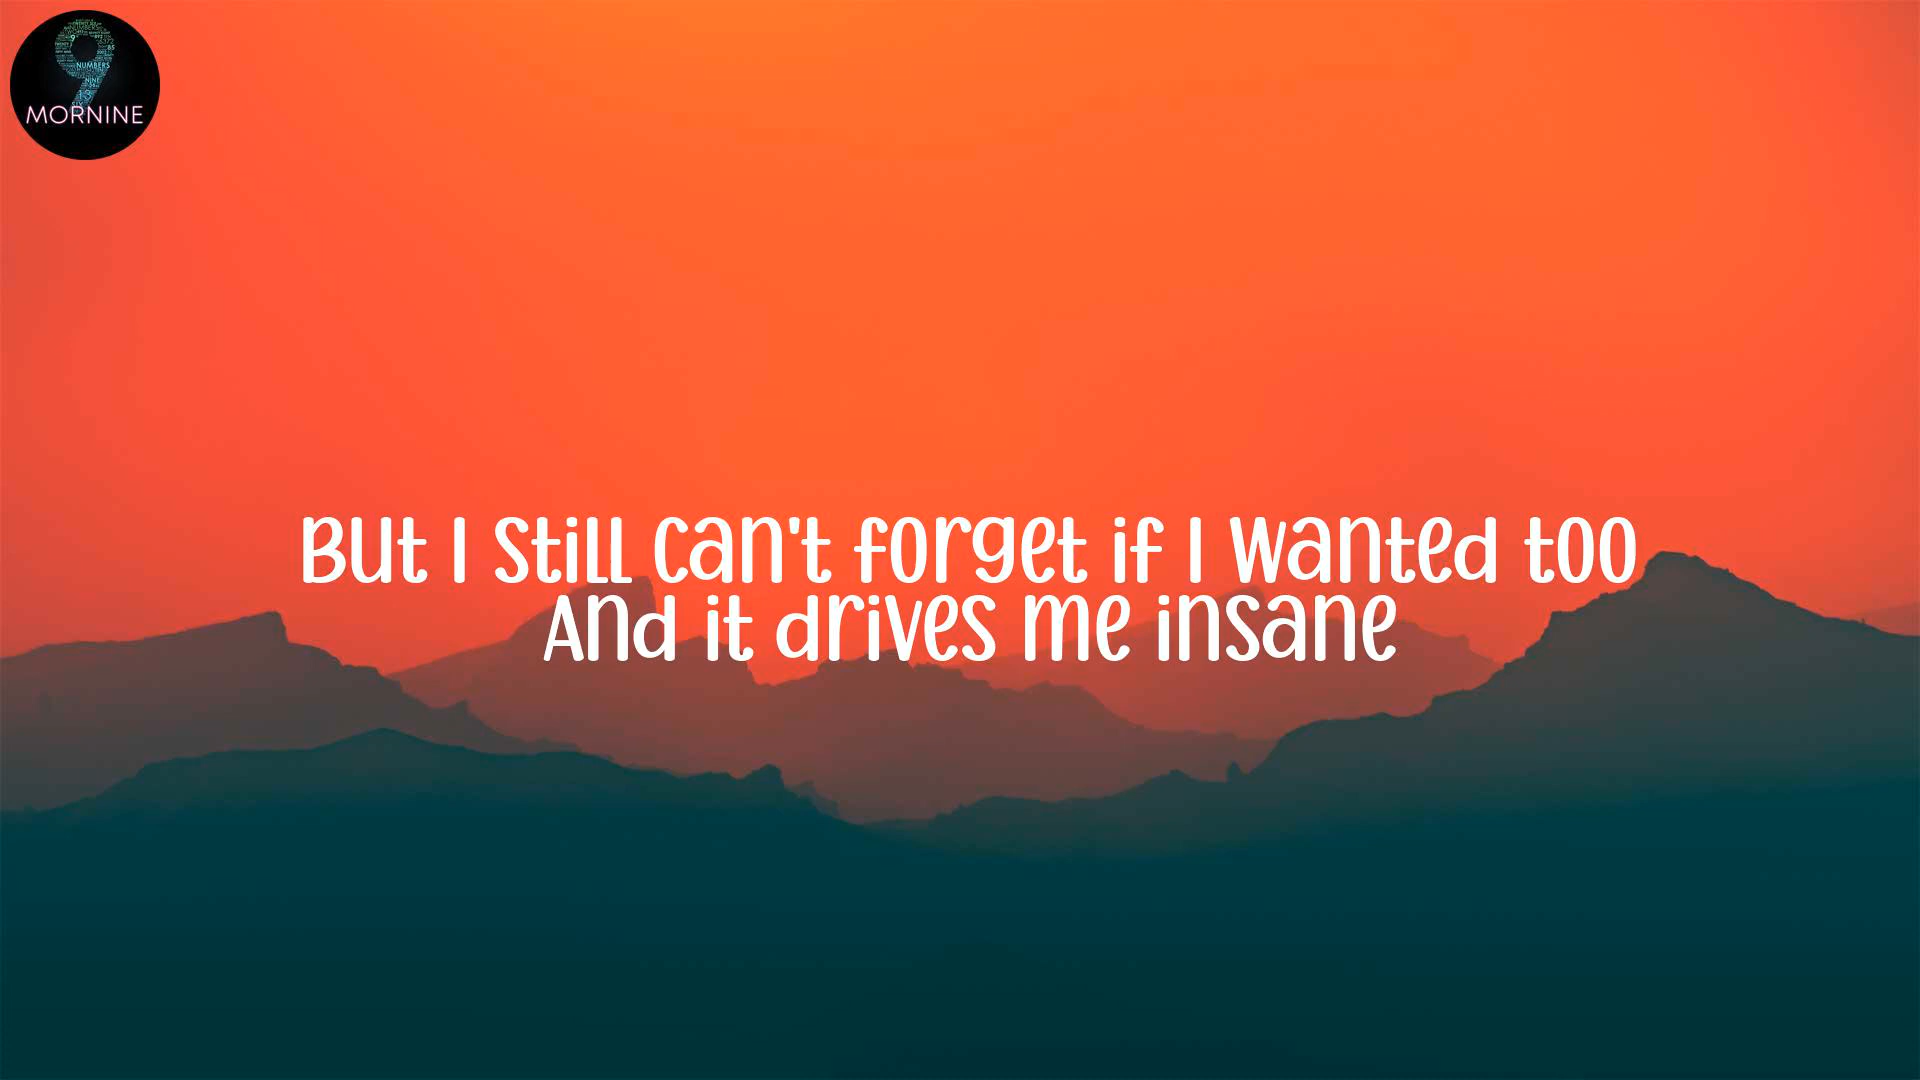 MORNINE
But I still can't forget if I wanted too
And it drives me insane